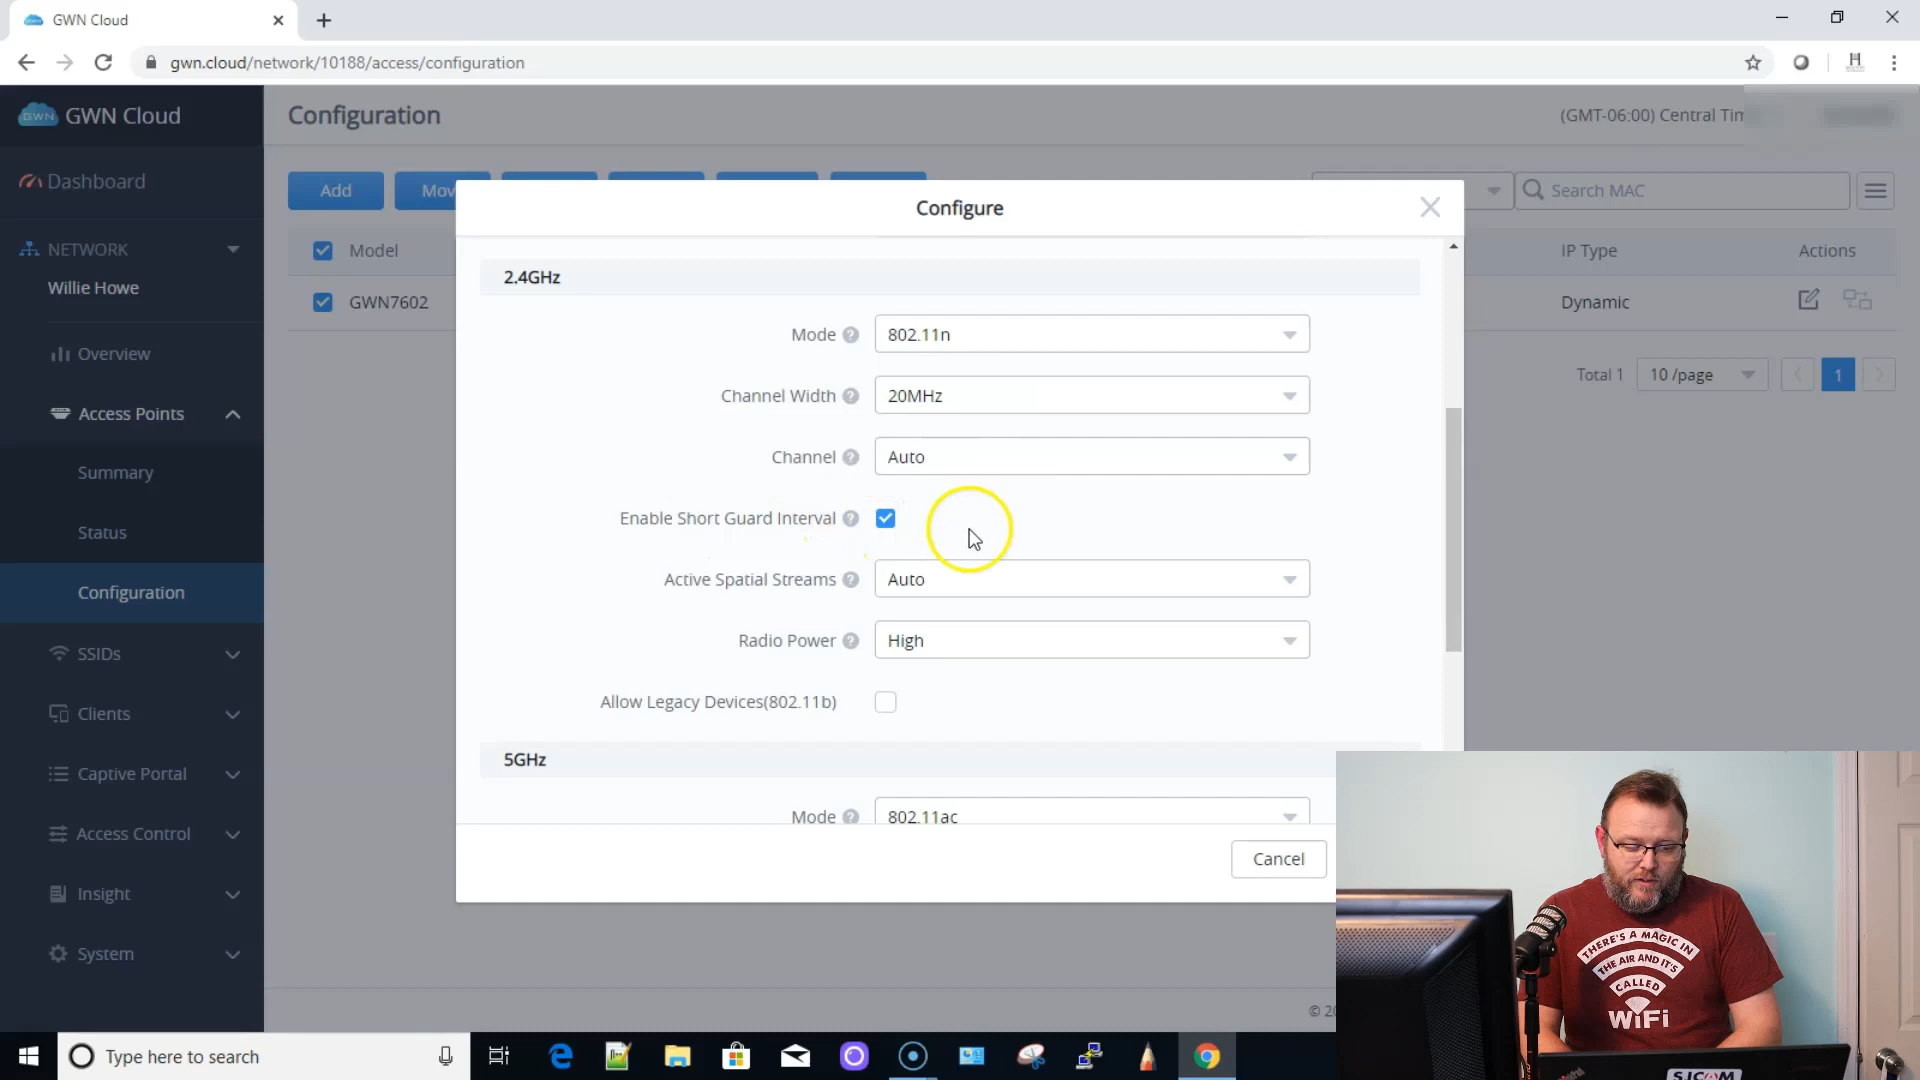 GWN Cloud
gwn.cloud/network/10188/access/configuration
GWN
GWN Cloud
Configuration
(GMT-06:00) Central Tim
Dashboard
Add
Mov
Search MAC
Configure
NETWORK
Willie Howe
Model
IP Type
Actions
GWN7602
Dynamic
2.4GHz
Mode
802.11n
Overview
Channel Width
20MHz
Total 1
10 /page
1
Access Points
Channel
Auto
Summary
Enable Short Guard Interval
Status
Active Spatial Streams
Auto
Configuration
Radio Power
High
SSIDs
Allow Legacy Devices(802.11b)
Clients
5GHz
Captive Portal
Mode
802.11ac
Access Control
Cancel
Insight
System
THERE'S A MAGIC IN
THE AIR AND IT'S
CALLED
WiFi
© 20
Type here to search
SJCAM